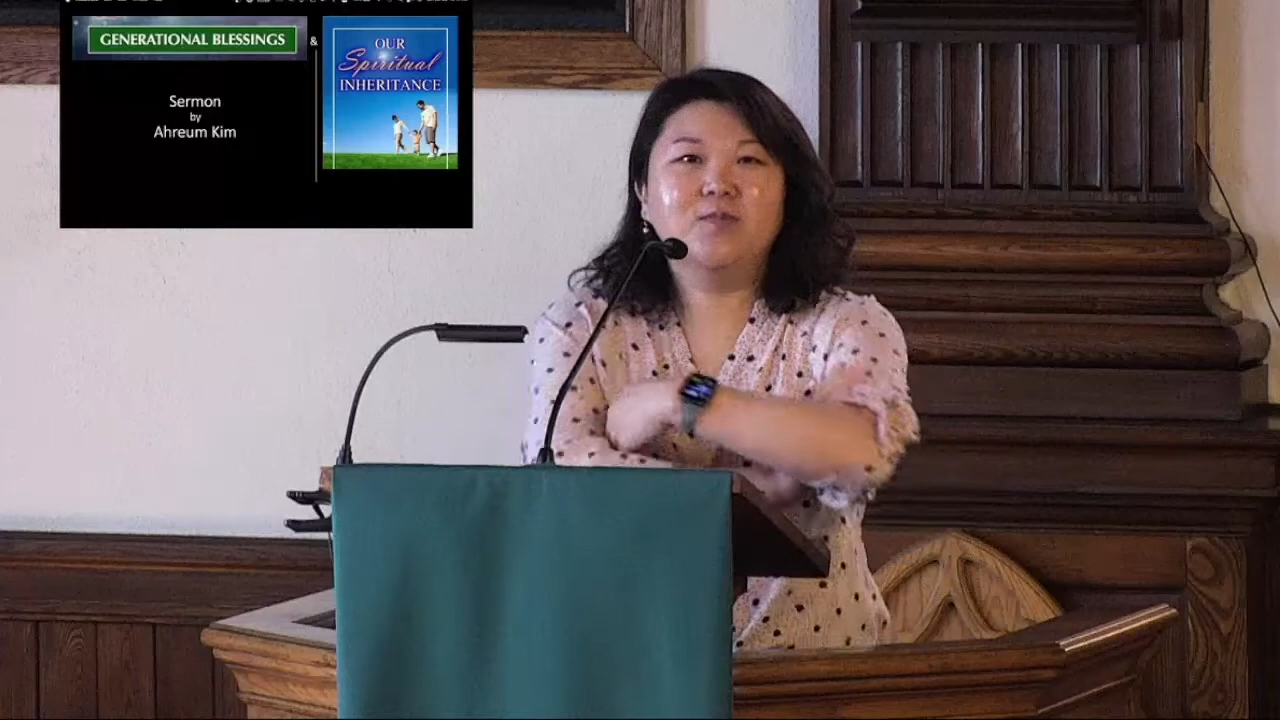 GENERATIONAL BLESSINGS
&
OUR
Spiritual
INHERITANCE
Sermon
by
Ahreum Kim